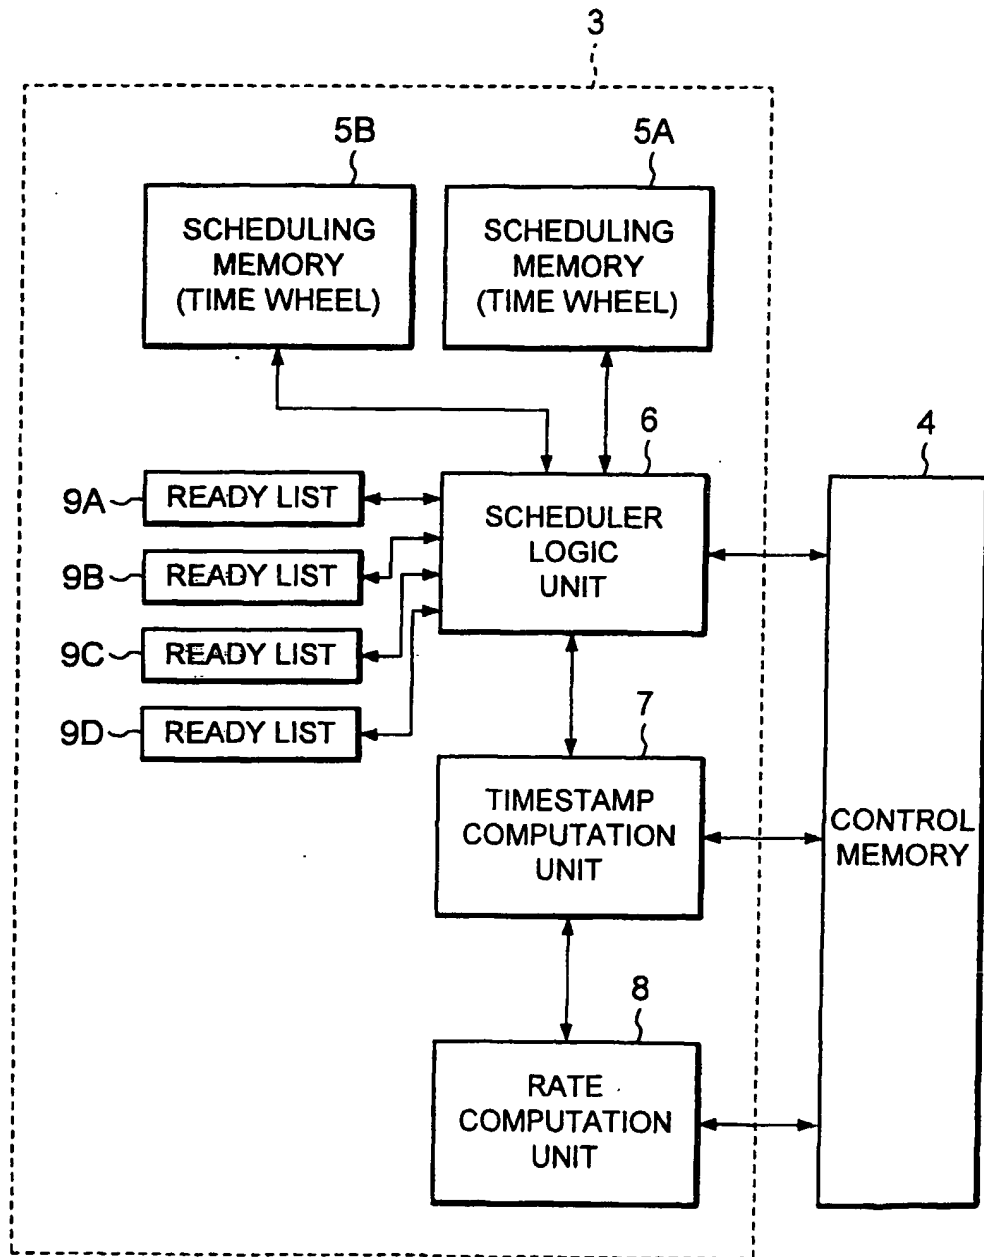 3
5B
5A
SCHEDULING
MEMORY
(TIME WHEEL)
SCHEDULING
MEMORY
(TIME WHEEL)
6
4
9A
READY LIST
SCHEDULER
LOGIC
UNIT
9B
READY LIST
9C
READY LIST
9D
READY LIST
7
TIMESTAMP
COMPUTATION
UNIT
CONTROL
MEMORY
8
RATE
COMPUTATION
UNIT